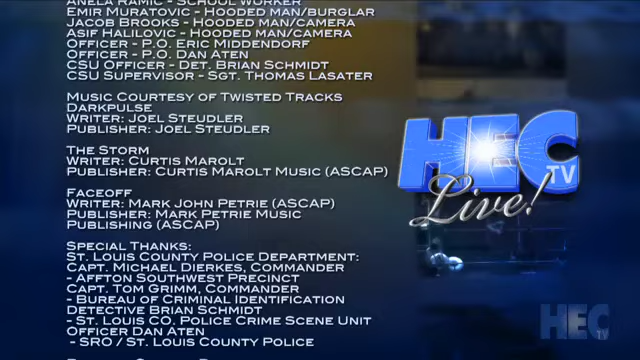 Anela Ramic - School Worker
Emir Muratovic - Hooded Man/Burglar
Jacob Brooks - Hooded man/camera
Asif Halilovic - Hooded man/camera
Officer - P.O. Eric Middendorf
Officer - P.O. Dan Aten
CSU Officer - Det. Brian Schmidt
CSU Supervisor - Sgt. Thomas Lasater
Music Courtesy of Twisted Tracks
Darkpulse
Writer: Joel Steudler
Publisher: Joel Steudler
The Storm
Writer: Curtis Marolt
Publisher: Curtis Marolt Music (ASCAP)
Faceoff
Writer: Mark John Petrie (ASCAP)
Publisher: Mark Petrie Music
Publishing (ASCAP)
Special Thanks:
St. Louis County Police Department:
Capt. Michael Dierkes, Commander
- Affton Southwest Precinct
Capt. Tom Grimm, Commander
- Bureau of Criminal Identification
Detective Brian Schmidt
- St. Louis Co. Police Crime Scene Unit
Officer Dan Aten
- SRO / St. Louis County Police
HEC
TV
Live!
HEC
TV